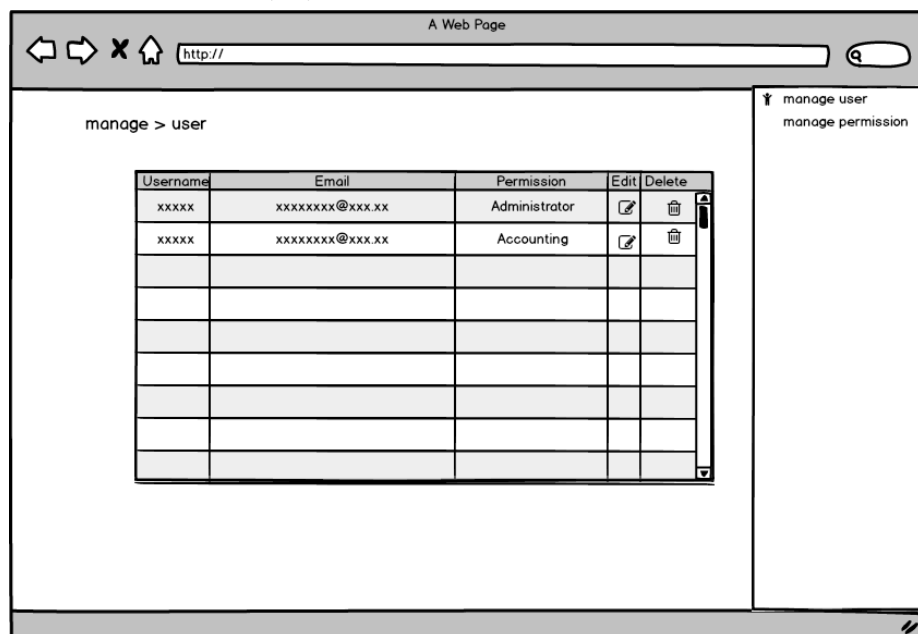 A Web Page
http://
manage user
manage permission
manage > user
Username Email Permission Edit Delete
xxxxx xxxxxxxx@xxx.xx Administrator
xxxxx xxxxxxxx@xxx.xx Accounting